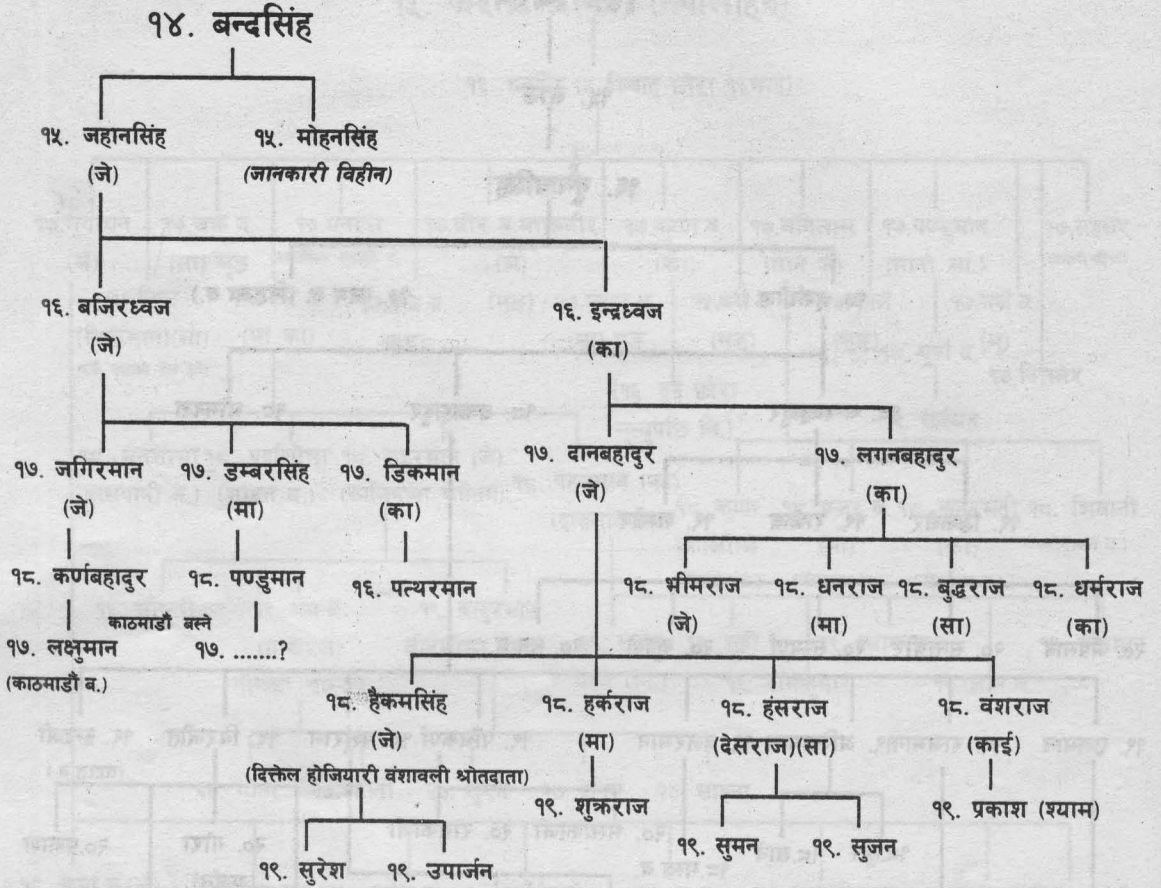 १४. बन्दसिंह
१५. जहानसिंह १५. मोहनसिंह
(जे) (जानकारी विहीन)
१६. बजिरध्वज १६. इन्द्रध्वज
(जे) (का)
१७. जगिरमान १७. डम्बरसिंह १७. डिकमान १७. दानबहादुर १७. लगनबहादुर
(जे) (मा) (का) (जे) (का)
१८. कर्णबहादुर १८. पण्डुमान १६. पन्थरमान १८. भीमराज १८. धनराज १८. बुद्धराज १८. धर्मराज
(जे) (मा) (सा) (का)
काठमाडौं बस्ने
१७. लक्षुमान १७. .......?
(काठमाडौं ब.)
१८. हैकमसिंह १८. हर्कराज १८. हंसराज १८. वंशराज
(जे) (मा) (देसराज)(सा) (काई)
(दिक्तेल होजियारी वंशावली श्रोतदाता)
१९. शुक्रराज १९. प्रकाश (श्याम)
१९. सुरेश १९. उपार्जन १९. सुमन १९. सुजन